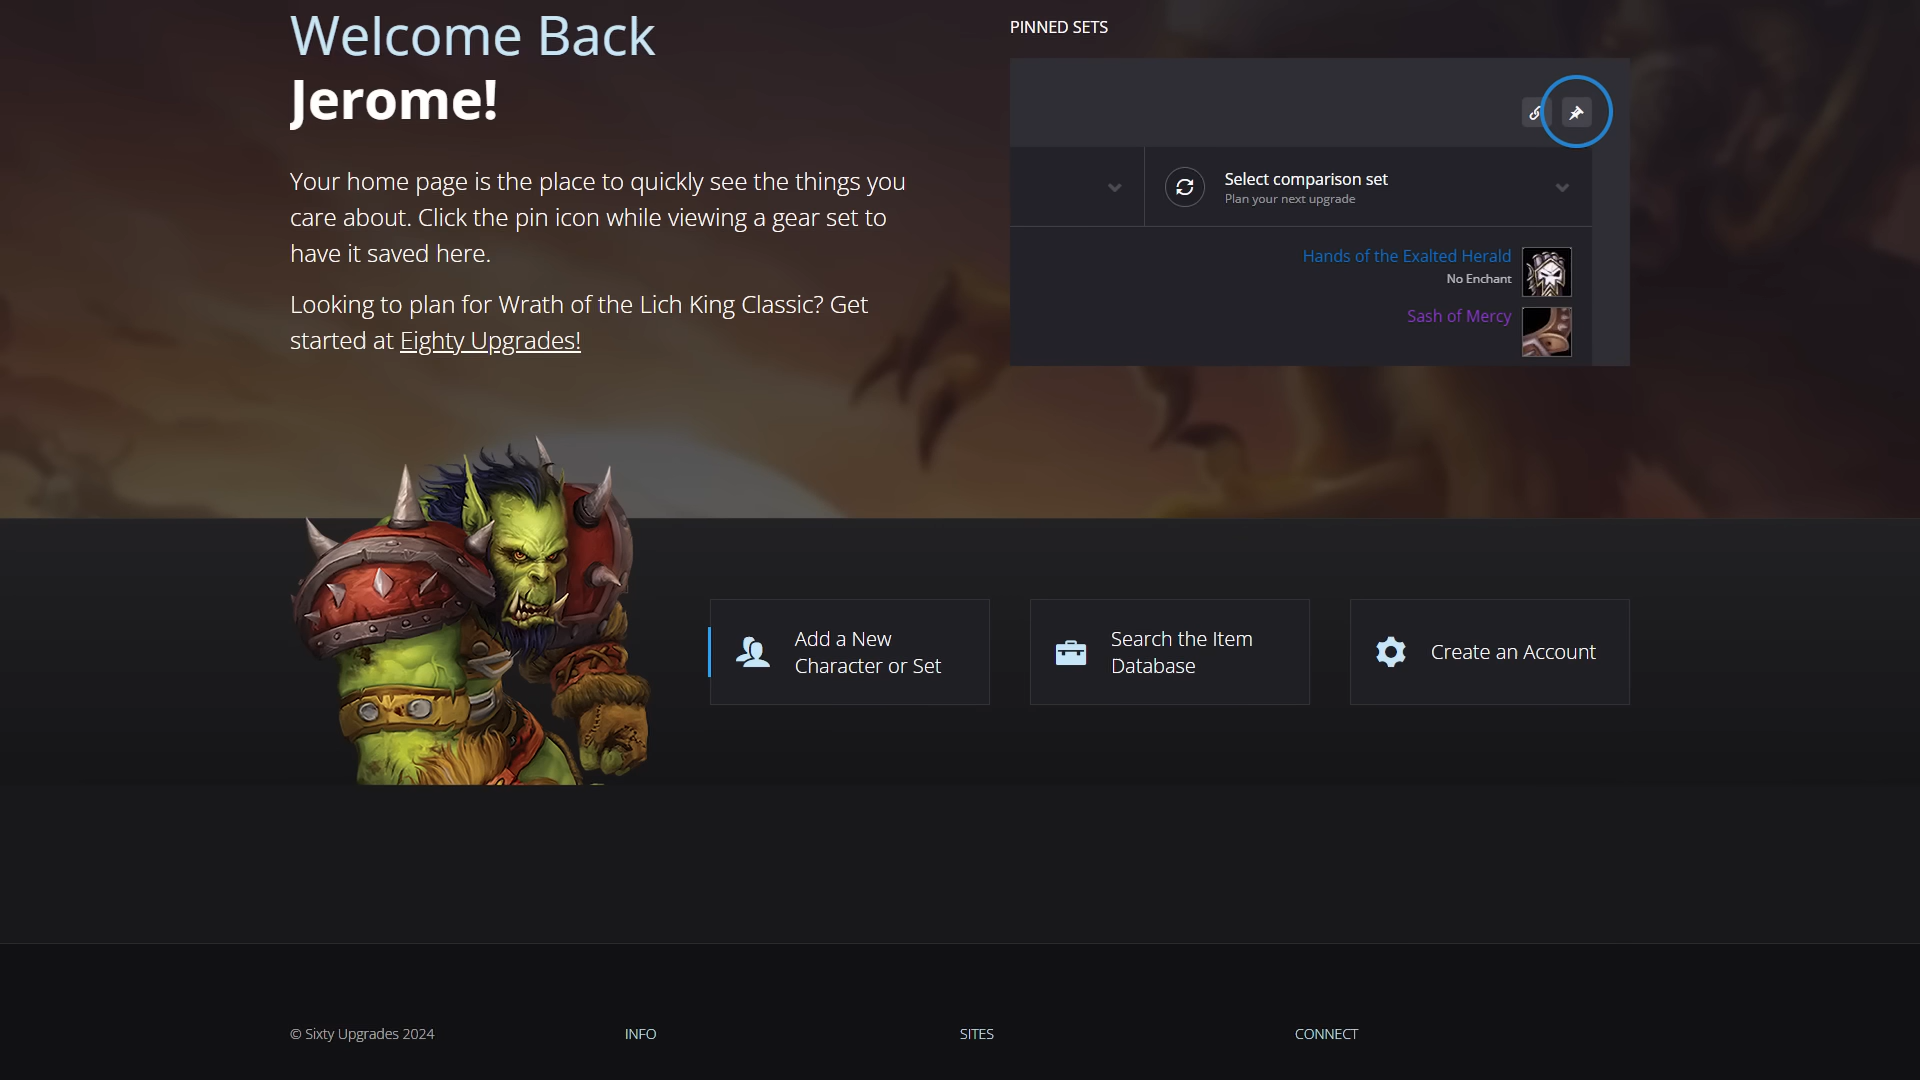 Welcome Back
Jerome!
Your home page is the place to quickly see the things you
care about. Click the pin icon while viewing a gear set to
have it saved here.
Looking to plan for Wrath of the Lich King Classic? Get
started at Eighty Upgrades!
PINNED SETS
Select comparison set
Plan your next upgrade
Hands of the Exalted Herald
No Enchant
Sash of Mercy
Add a New
Character or Set
Search the Item
Database
Create an Account
© Sixty Upgrades 2024
INFO
SITES
CONNECT